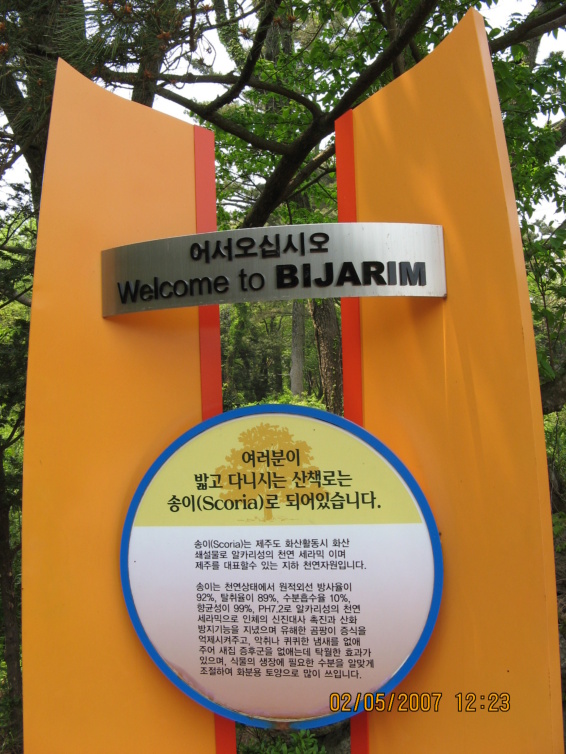 어서오십시오
Welcome to BIJARIM
여러분이
밟고 다니시는 산책로는
송이(Scoria)로 되어있습니다.
송이(Scoria)는 제주도 화산활동시 화산
쇄설물로 알카리성의 천연 세라믹 이며
제주를 대표할수 있는 지하 천연자원입니다.
송이는 천연상태에서 원적외선 방사율이
92%, 탈취율이 89%, 수분흡수율 10%,
항균성이 99%, PH7.2로 알카리성의 천연
세라믹으로 인체의 신진대사 촉진과 산화
방지기능을 지녔으며 유해한 곰팡이 증식을
억제시켜주고, 악취나 퀴퀴한 냄새를 없애
주어 새집 증후군을 없애는데 탁월한 효과가
있으며, 식물의 생장에 필요한 수분을 알맞게
조절하여 화분용 토양으로 많이 쓰입니다.
02/05/2007 12:23